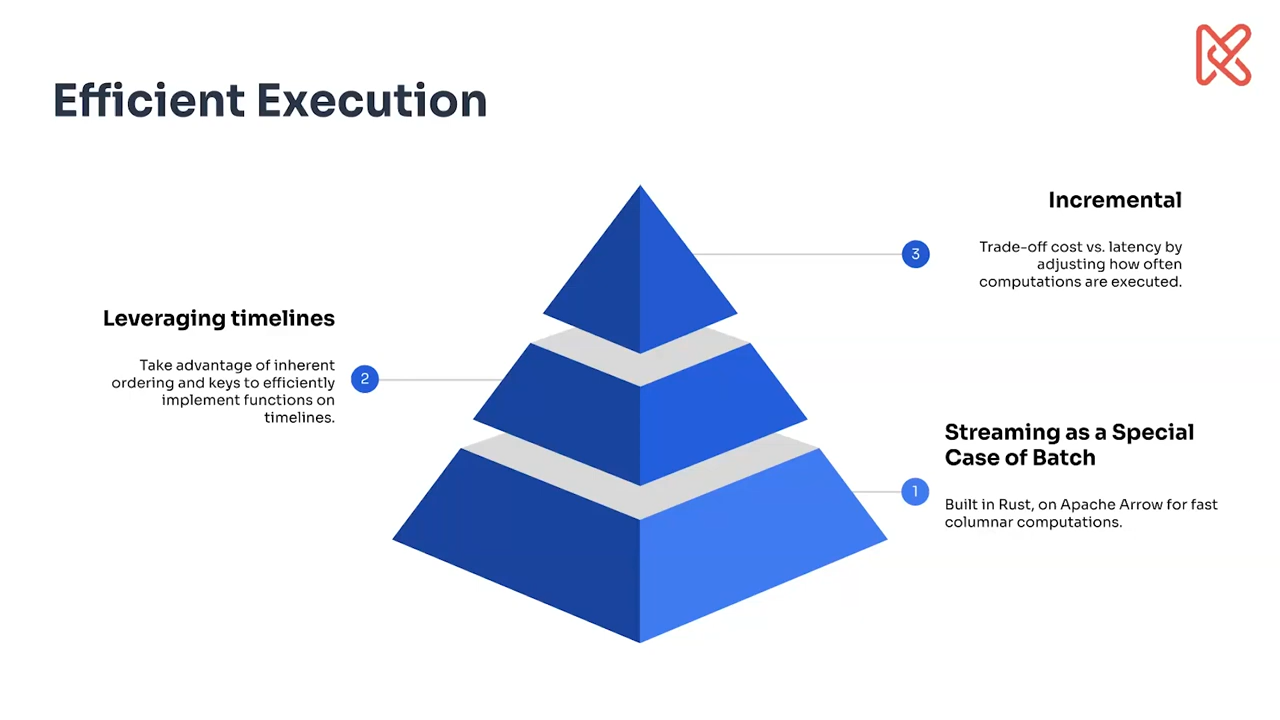 Efficient Execution
Incremental
3
Trade-off cost vs. latency by
adjusting how often
computations are executed.
Leveraging timelines
Take advantage of inherent
ordering and keys to efficiently
implement functions on
timelines.
2
Streaming as a Special
Case of Batch
1
Built in Rust, on Apache Arrow for fast
columnar computations.